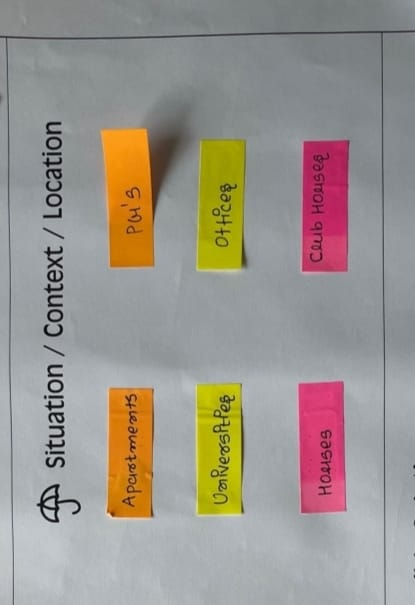 Situation / Context / Location
Apartments
PG's
Universities
Offices
Houses
Club Houses